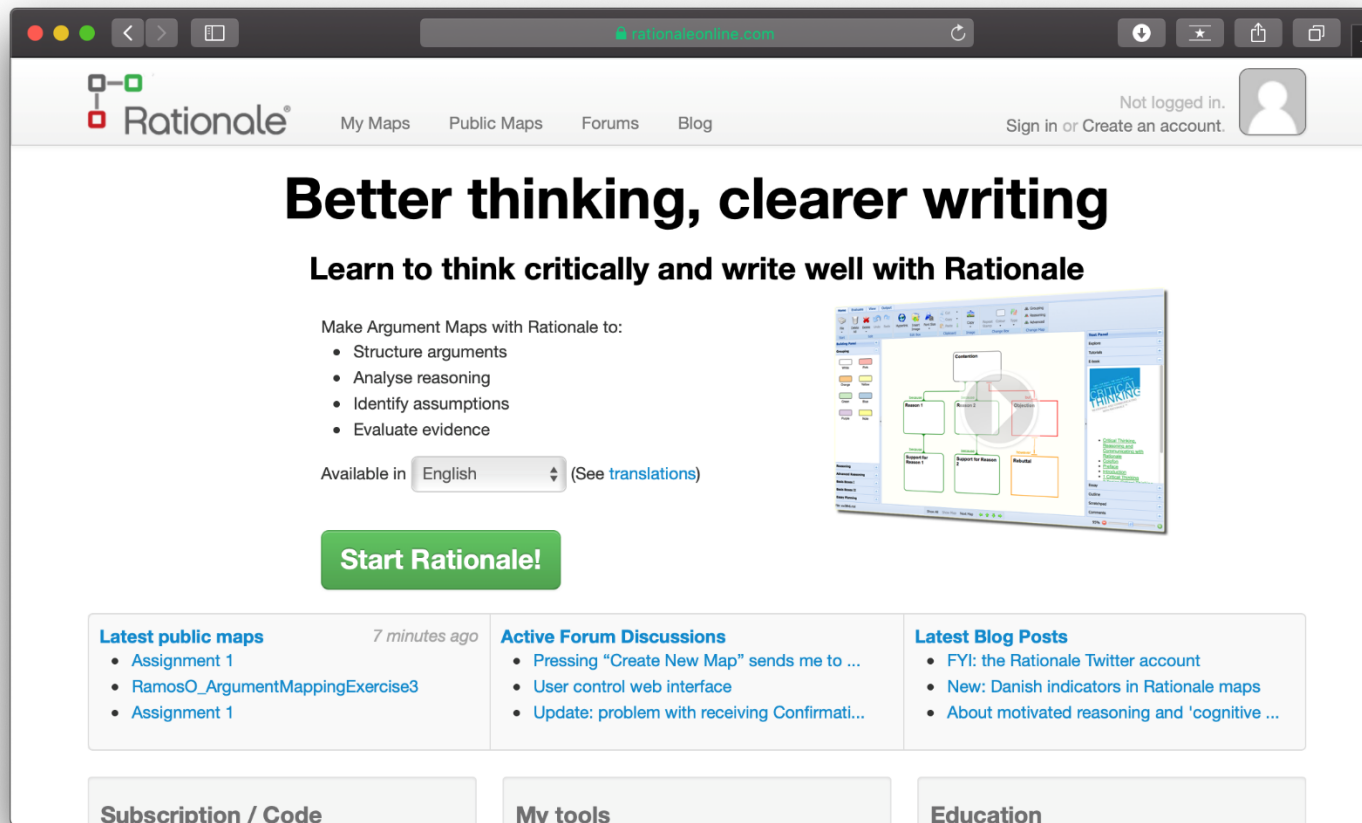 rationaleonline.com
Rationale®
My Maps Public Maps Forums Blog
Not logged in.
Sign in or Create an account.
Better thinking, clearer writing
Learn to think critically and write well with Rationale
Make Argument Maps with Rationale to:
• Structure arguments
• Analyse reasoning
• Identify assumptions
• Evaluate evidence
Available in English (See translations)
Contention
Reason 1
Reason 2
Objection
Support for Reason 1
Support for Reason 2
Rebuttal
CRITICAL THINKING
Start Rationale!
Latest public maps 7 minutes ago
• Assignment 1
• RamosO_ArgumentMappingExercise3
• Assignment 1
Active Forum Discussions
• Pressing “Create New Map” sends me to ...
• User control web interface
• Update: problem with receiving Confirmati...
Latest Blog Posts
• FYI: the Rationale Twitter account
• New: Danish indicators in Rationale maps
• About motivated reasoning and 'cognitive ...
Subscription / Code
My tools
Education